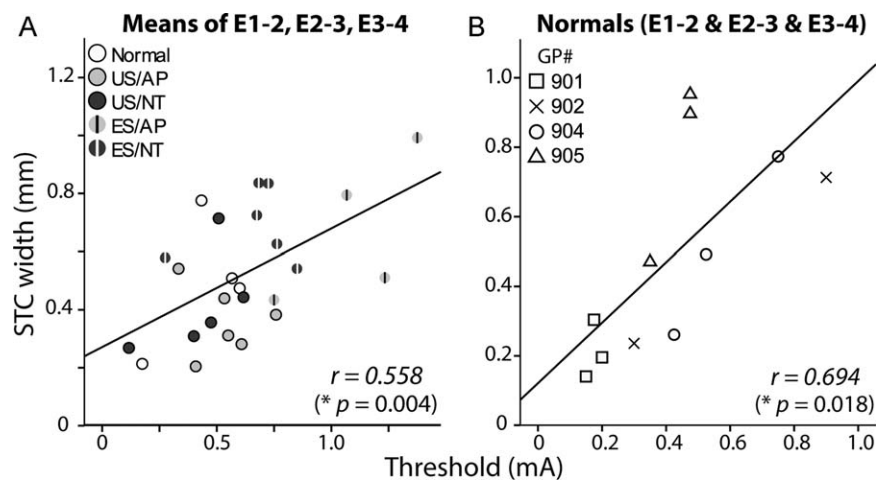 A Means of E1-2, E2-3, E3-4
Normal
US/AP
US/NT
ES/AP
ES/NT
1.2
0.8
0.4
0
STC width (mm)
0 0.5 1.0
r = 0.558
(* p = 0.004)
B Normals (E1-2 & E2-3 & E3-4)
GP#
901
902
904
905
1.0
0.8
0.6
0.4
0.2
0
0 0.2 0.4 0.6 0.8 1.0
r = 0.694
(* p = 0.018)
Threshold (mA)